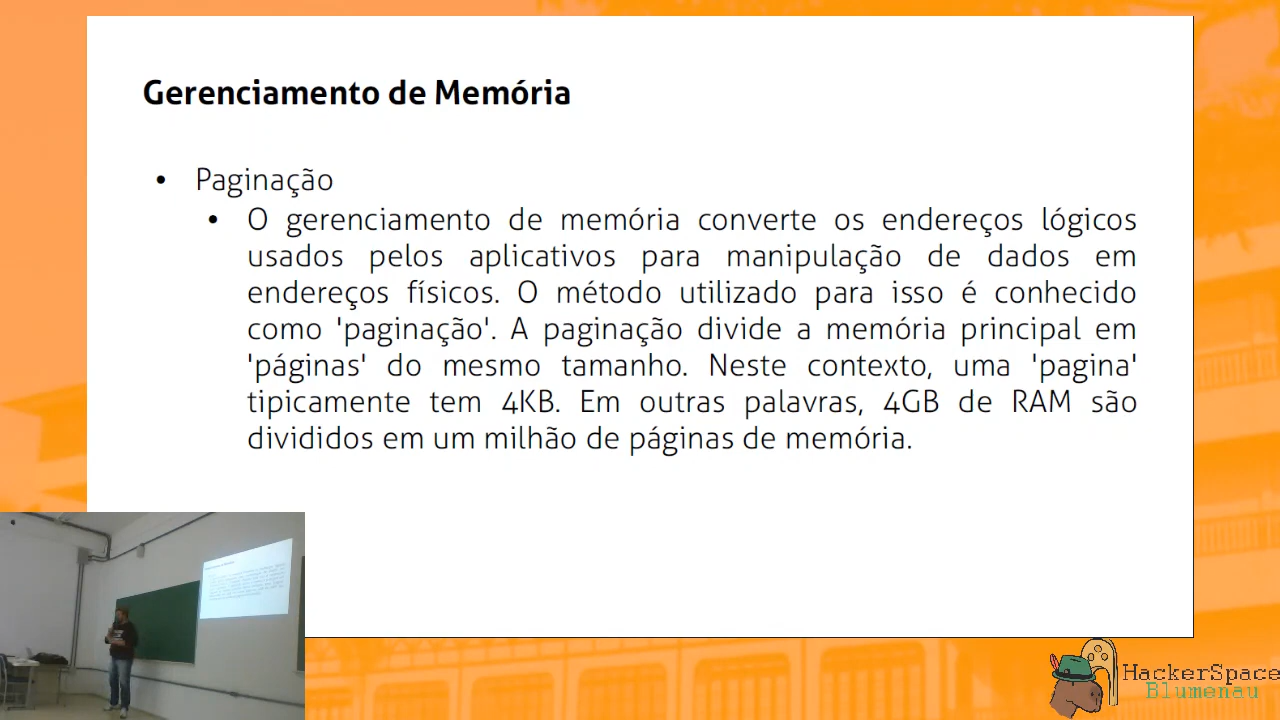 Gerenciamento de Memória
• Paginação
• O gerenciamento de memória converte os endereços lógicos
usados pelos aplicativos para manipulação de dados em
endereços físicos. O método utilizado para isso é conhecido
como 'paginação'. A paginação divide a memória principal em
'páginas' do mesmo tamanho. Neste contexto, uma 'pagina'
tipicamente tem 4KB. Em outras palavras, 4GB de RAM são
divididos em um milhão de páginas de memória.
HackerSpace
Blumenau